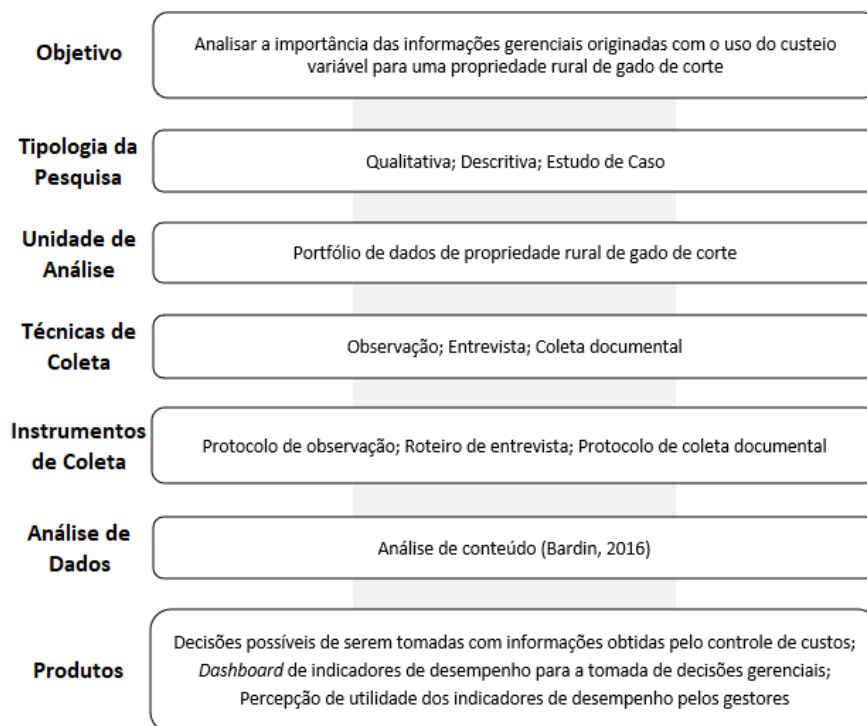 Objetivo
Analisar a importância das informações gerenciais originadas com o uso do custeio
variável para uma propriedade rural de gado de corte
Tipologia da
Pesquisa
Qualitativa; Descritiva; Estudo de Caso
Unidade de
Análise
Portfólio de dados de propriedade rural de gado de corte
Técnicas de
Coleta
Observação; Entrevista; Coleta documental
Instrumentos
de Coleta
Protocolo de observação; Roteiro de entrevista; Protocolo de coleta documental
Análise de
Dados
Análise de conteúdo (Bardin, 2016)
Produtos
Decisões possíveis de serem tomadas com informações obtidas pelo controle de custos;
Dashboard de indicadores de desempenho para a tomada de decisões gerenciais;
Percepção de utilidade dos indicadores de desempenho pelos gestores